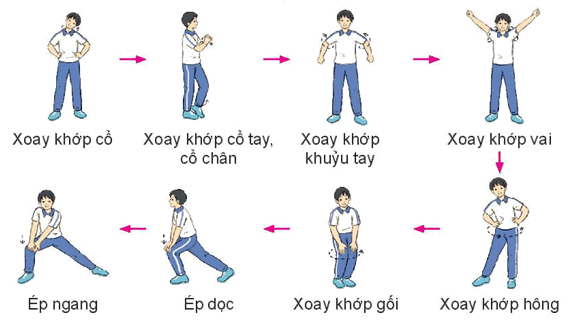 Xoay khớp cổ
Xoay khớp cổ tay,
cổ chân
Xoay khớp
khuỷu tay
Xoay khớp vai
Xoay khớp hông
Xoay khớp gối
Ép dọc
Ép ngang